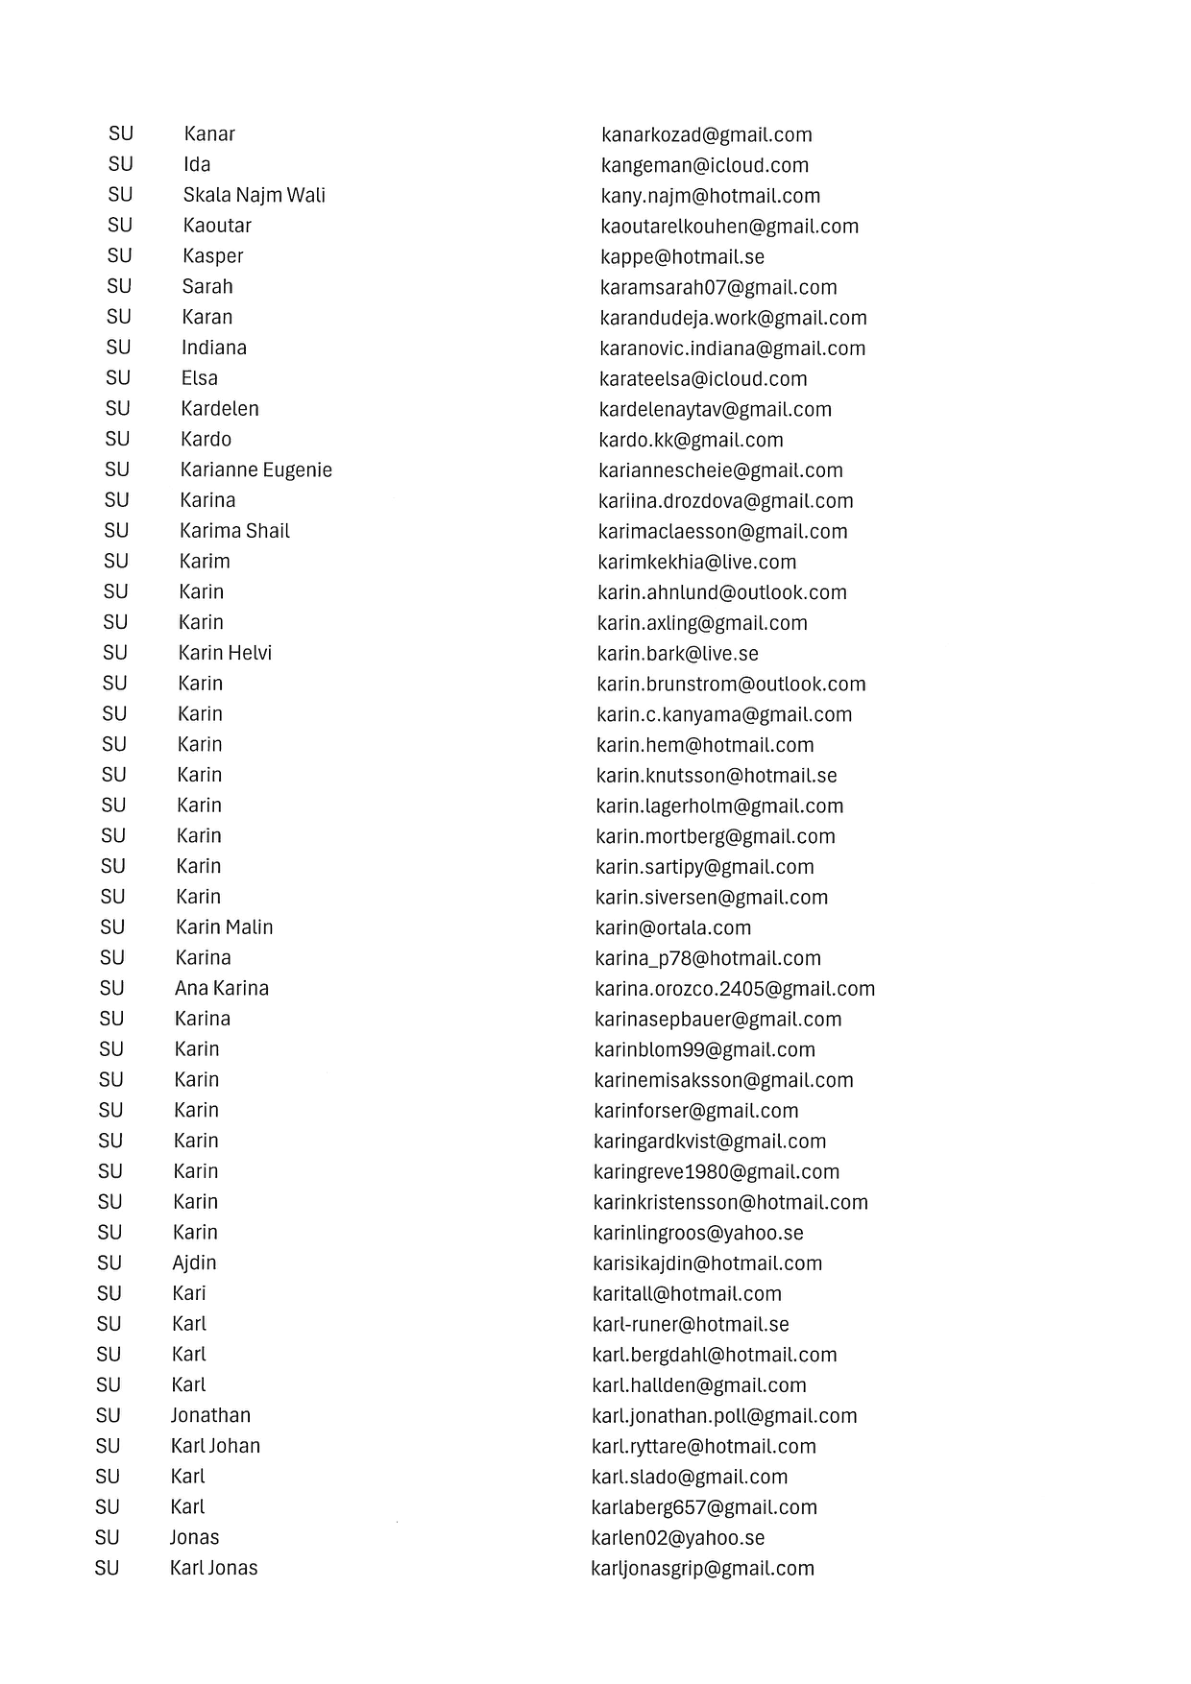 SU Kanar kanarkozad@gmail.com
SU Ida kangeman@icloud.com
SU Skala Najm Wali kany.najm@hotmail.com
SU Kaoutar kaoutarelkouhen@gmail.com
SU Kasper kappe@hotmail.se
SU Sarah karamsarah07@gmail.com
SU Karan karandudeja.work@gmail.com
SU Indiana karanovic.indiana@gmail.com
SU Elsa karateelsa@icloud.com
SU Kardelen kardelenaytav@gmail.com
SU Kardo kardo.kk@gmail.com
SU Karianne Eugenie kariannescheie@gmail.com
SU Karina kariina.drozdova@gmail.com
SU Karima Shail karimaclaesson@gmail.com
SU Karim karimkekhia@live.com
SU Karin karin.ahnlund@outlook.com
SU Karin karin.axling@gmail.com
SU Karin Helvi karin.bark@live.se
SU Karin karin.brunstrom@outlook.com
SU Karin karin.c.kanyama@gmail.com
SU Karin karin.hem@hotmail.com
SU Karin karin.knutsson@hotmail.se
SU Karin karin.lagerholm@gmail.com
SU Karin karin.mortberg@gmail.com
SU Karin karin.sartipy@gmail.com
SU Karin karin.siversen@gmail.com
SU Karin Malin karin@ortala.com
SU Karina karina_p78@hotmail.com
SU Ana Karina karina.orozco.2405@gmail.com
SU Karina karinasepbauer@gmail.com
SU Karin karinblom99@gmail.com
SU Karin karinemisaksson@gmail.com
SU Karin karinforser@gmail.com
SU Karin karingardkvist@gmail.com
SU Karin karingreve1980@gmail.com
SU Karin karinkristensson@hotmail.com
SU Karin karinlingroos@yahoo.se
SU Ajdin karisikajdin@hotmail.com
SU Kari karitall@hotmail.com
SU Karl karl-runer@hotmail.se
SU Karl karl.bergdahl@hotmail.com
SU Karl karl.hallden@gmail.com
SU Jonathan karl.jonathan.poll@gmail.com
SU Karl Johan karl.ryttare@hotmail.com
SU Karl karl.slado@gmail.com
SU Karl karlaberg657@gmail.com
SU Jonas karlen02@yahoo.se
SU Karl Jonas karljonasgrip@gmail.com